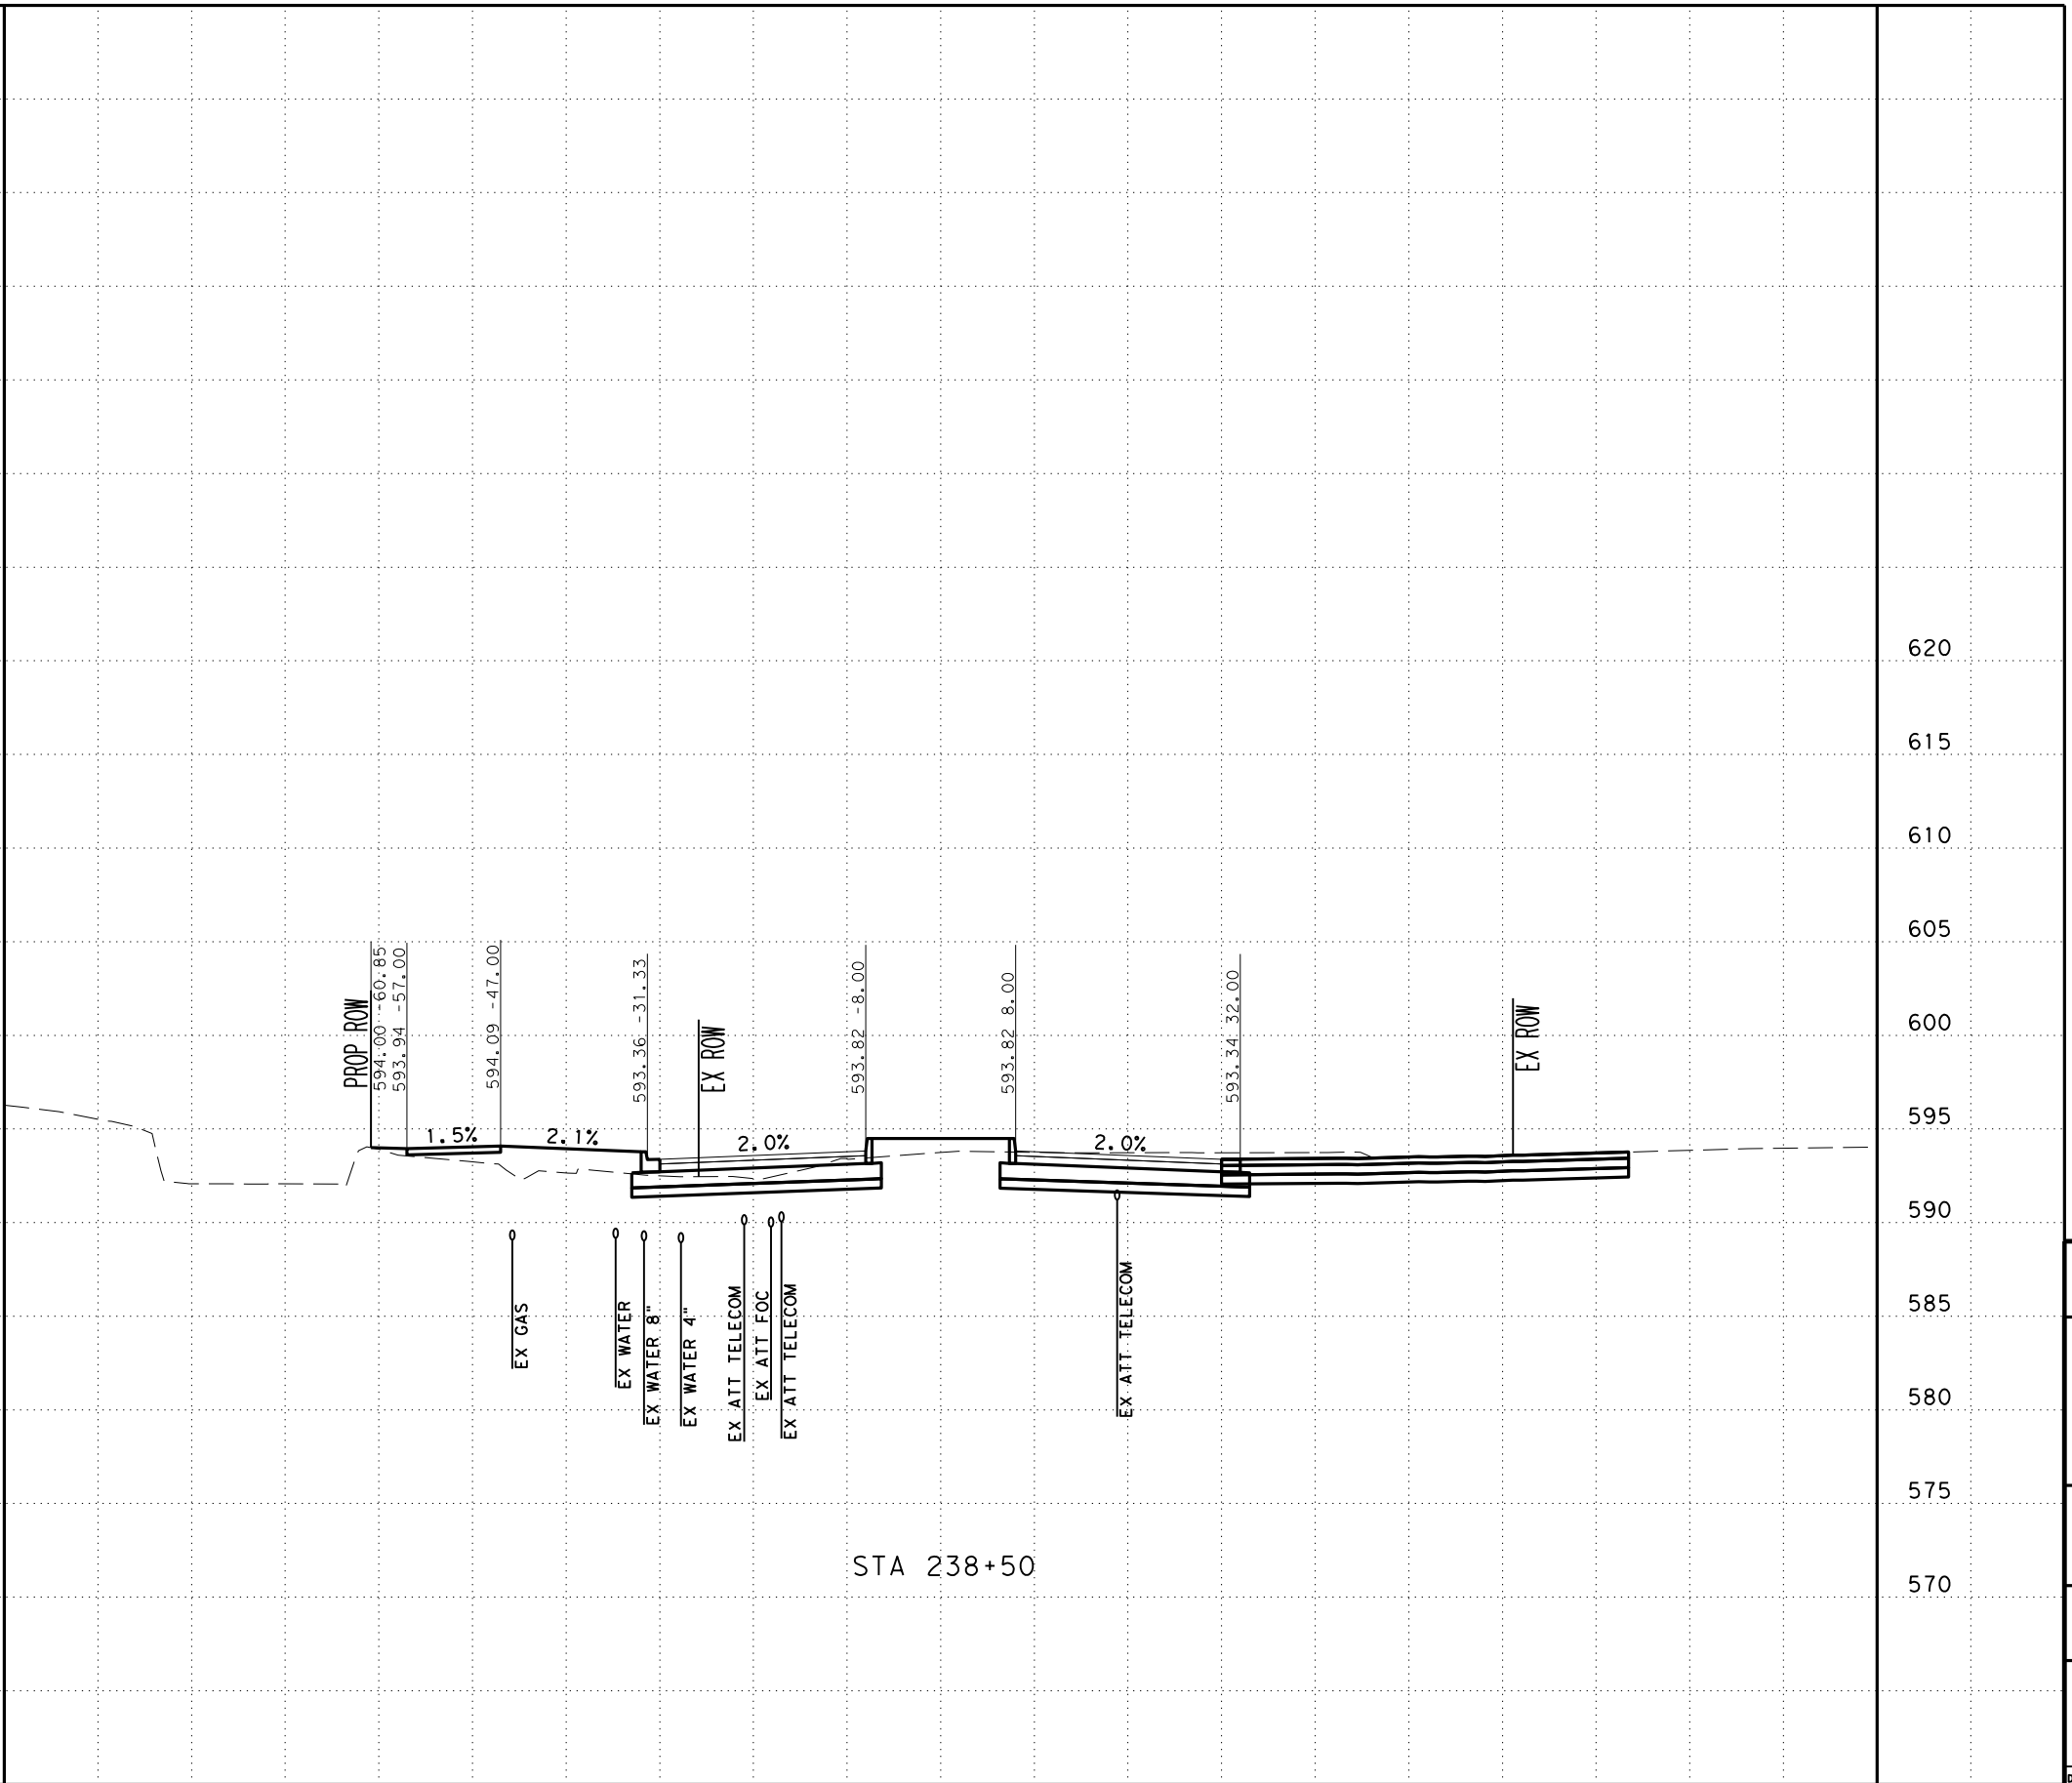 620
615
610
605
600
595
590
585
580
575
570
PROP ROW
594.00 -60.85
593.94 -57.00
594.09 -47.00
593.36 -31.33
EX ROW
593.82 -8.00
593.82 8.00
593.34 32.00
EX ROW
1.5%
2.1%
2.0%
2.0%
EX GAS
EX WATER
EX WATER 8"
EX WATER 4"
EX ATT TELECOM
EX ATT FOC
EX ATT TELECOM
EX ATT TELECOM
STA 238+50